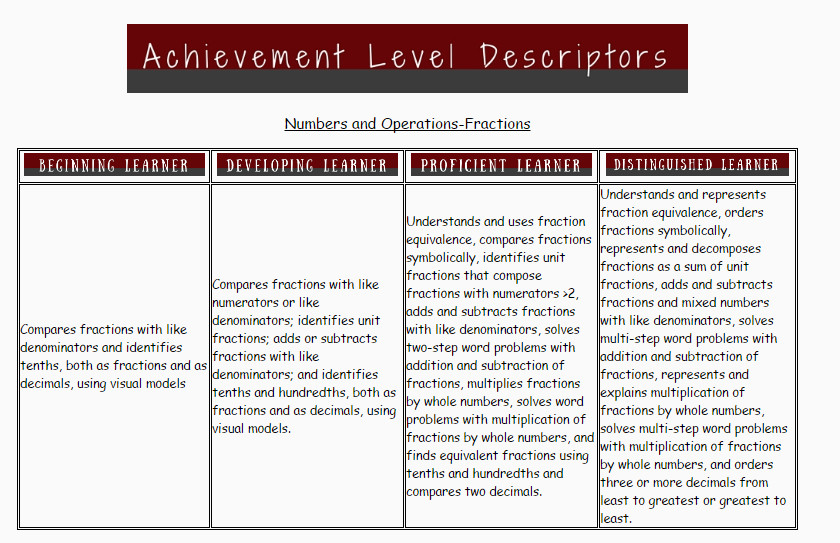 Achievement Level Descriptors
Numbers and Operations-Fractions
BEGINNING LEARNER
DEVELOPING LEARNER
PROFICIENT LEARNER
DISTINGUISHED LEARNER
Compares fractions with like
denominators and identifies
tenths, both as fractions and as
decimals, using visual models
Compares fractions with like
numerators or like
denominators; identifies unit
fractions; adds or subtracts
fractions with like
denominators; and identifies
tenths and hundredths, both as
fractions and as decimals, using
visual models.
Understands and uses fraction
equivalence, compares fractions
symbolically, identifies unit
fractions that compose
fractions with numerators >2,
adds and subtracts fractions
with like denominators, solves
two-step word problems with
addition and subtraction of
fractions, multiplies fractions
by whole numbers, solves word
problems with multiplication of
fractions by whole numbers, and
finds equivalent fractions using
tenths and hundredths and
compares two decimals.
Understands and represents
fraction equivalence, orders
fractions symbolically,
represents and decomposes
fractions as a sum of unit
fractions, adds and subtracts
fractions and mixed numbers
with like denominators, solves
multi-step word problems with
addition and subtraction of
fractions, represents and
explains multiplication of
fractions by whole numbers,
solves multi-step word problems
with multiplication of fractions
by whole numbers, and orders
three or more decimals from
least to greatest or greatest to
least.